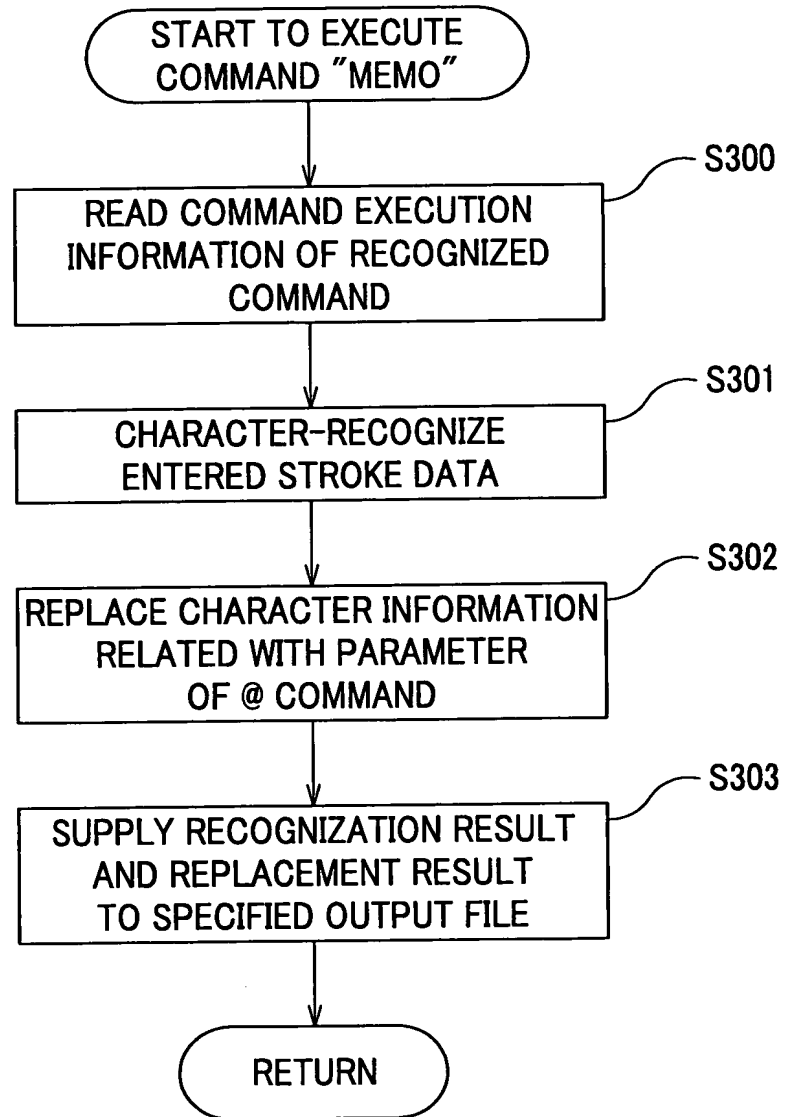 START TO EXECUTE
COMMAND "MEMO"
S300
READ COMMAND EXECUTION
INFORMATION OF RECOGNIZED
COMMAND
S301
CHARACTER-RECOGNIZE
ENTERED STROKE DATA
S302
REPLACE CHARACTER INFORMATION
RELATED WITH PARAMETER
OF @ COMMAND
S303
SUPPLY RECOGNIZATION RESULT
AND REPLACEMENT RESULT
TO SPECIFIED OUTPUT FILE
RETURN